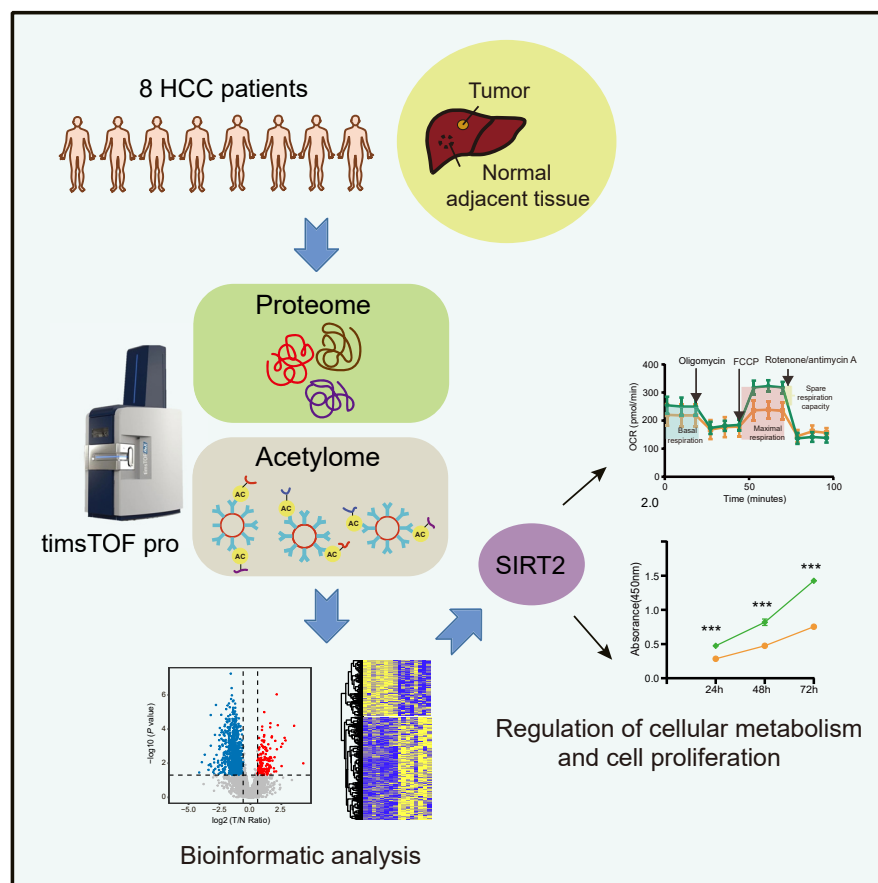 8 HCC patients
Tumor
Normal
adjacent tissue
Proteome
Acetylome
AC
AC
AC
AC
AC
AC
timsTOF pro
timsTOF
SIRT2
Oligomycin
FCCP
Rotenone/antimycin A
400
300
200
100
0
OCR (pmol/min)
Basal
respiration
Maximal
respiration
Spare
respiration
capacity
0
50
100
Time (minutes)
2.0
1.5
1.0
0.5
0.0
Absorance(450nm)
***
***
***
24h
48h
72h
Regulation of cellular metabolism
and cell proliferation
6
4
2
0
−log10 (P value)
−5.0
−2.5
0.0
2.5
log2 (T/N Ratio)
Bioinformatic analysis